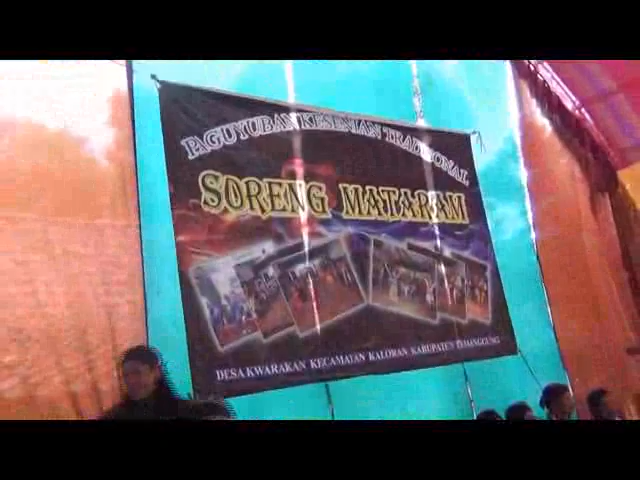 PAGUYUBAN KESENIAN TRADISIONAL
SORENG MATARAM
DESA KWARAKAN KECAMATAN KALORAN KABUPATEN TEMANGGUNG